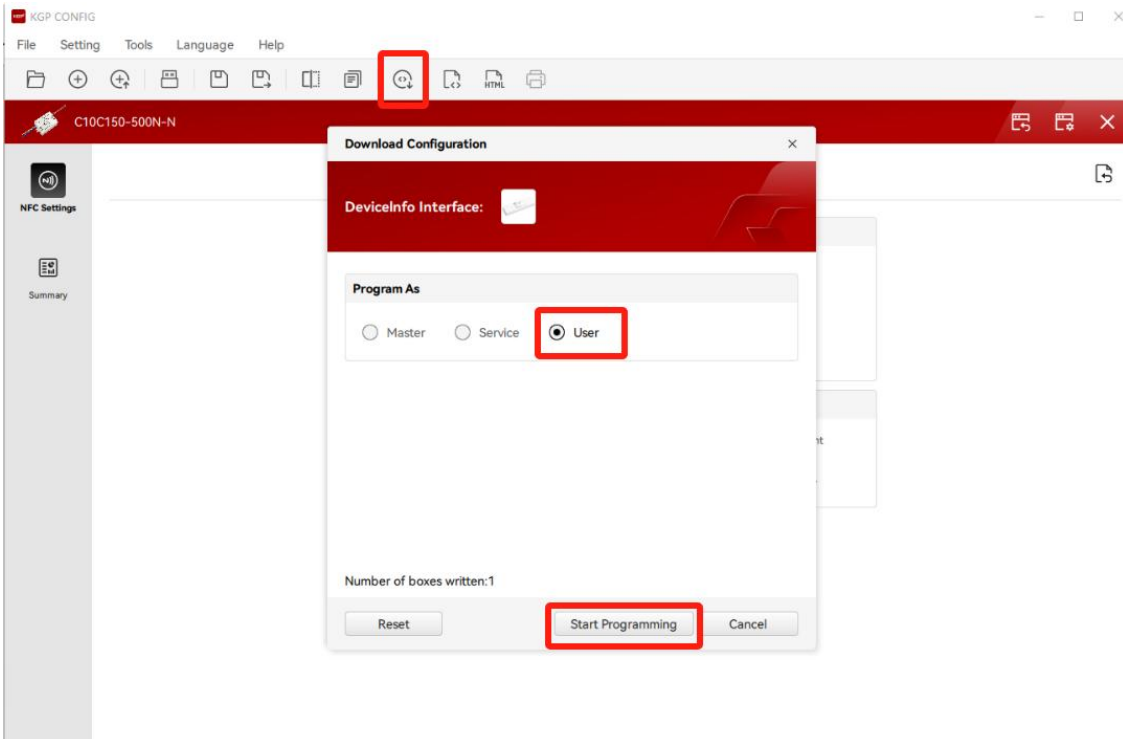 KGP CONFIG
File Setting Tools Language Help
HTML
C10C150-500N-N
NFC Settings
Summary
Download Configuration
DeviceInfo Interface:
Program As
Master Service User
Number of boxes written:1
Reset Start Programming Cancel